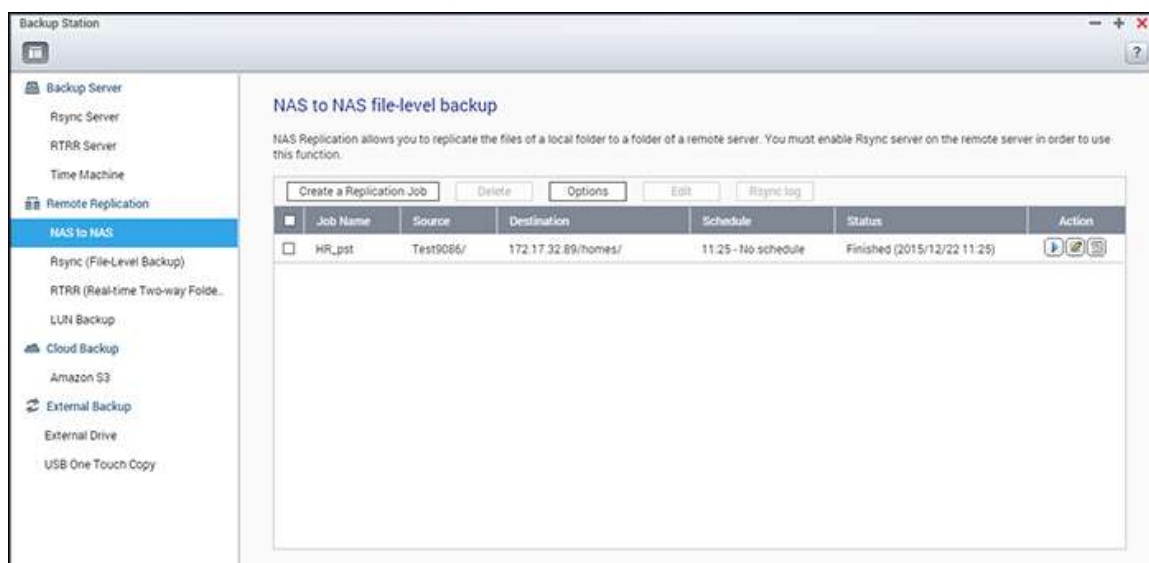 Backup Station
?
Backup Server
Rsync Server
RTRR Server
Time Machine
Remote Replication
NAS to NAS
Rsync (File-Level Backup)
RTRR (Real-time Two-way Folde..
LUN Backup
Cloud Backup
Amazon S3
External Backup
External Drive
USB One Touch Copy
NAS to NAS file-level backup
NAS Replication allows you to replicate the files of a local folder to a folder of a remote server. You must enable Rsync server on the remote server in order to use
this function.
Create a Replication Job Delete Options Edit Rsync log
Job Name Source Destination Schedule Status Action
HR_pst Test9086/ 172.17.32.89/homes/ 11:25 - No schedule Finished (2015/12/22 11:25)